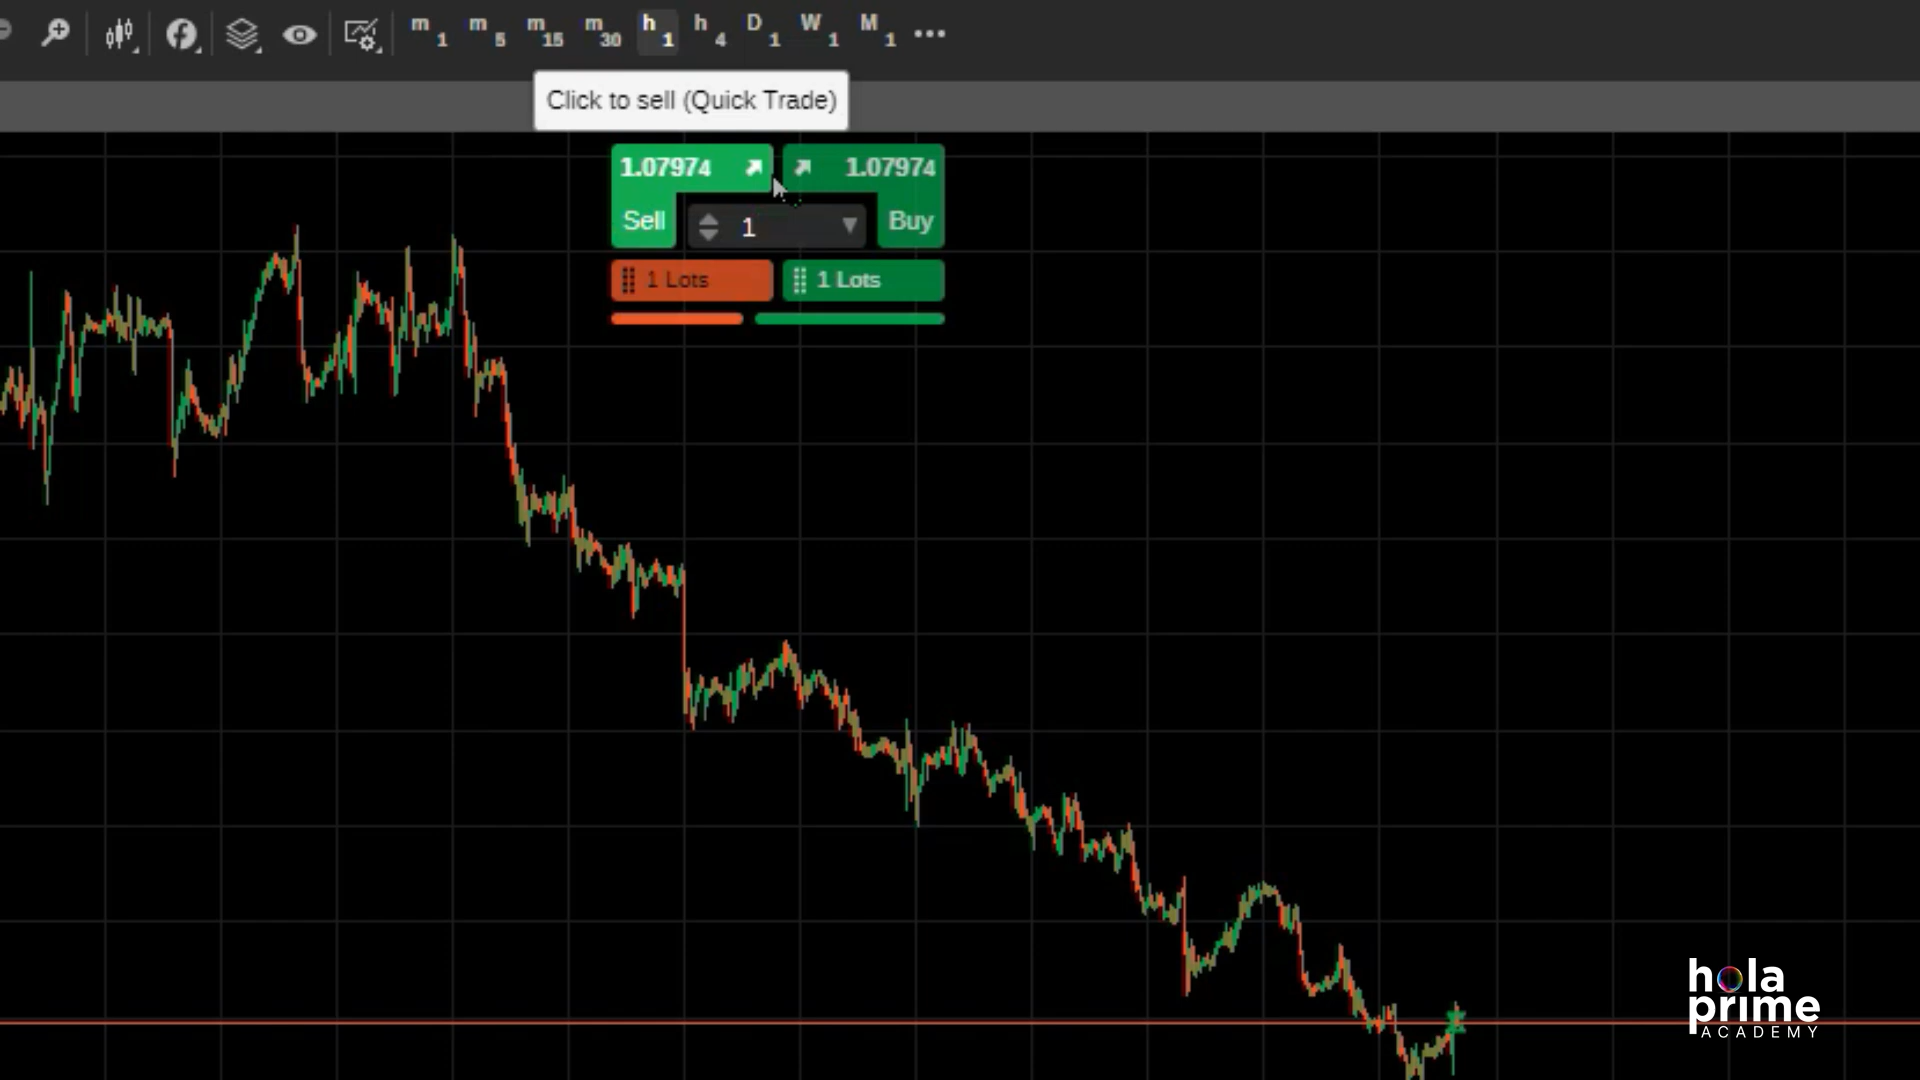 m1 m5 m15 m30 h1 h4 D1 W1 M1
Click to sell (Quick Trade)
1.07974 1.07974
Sell 1 Buy
1 Lots 1 Lots
hola
prime
ACADEMY